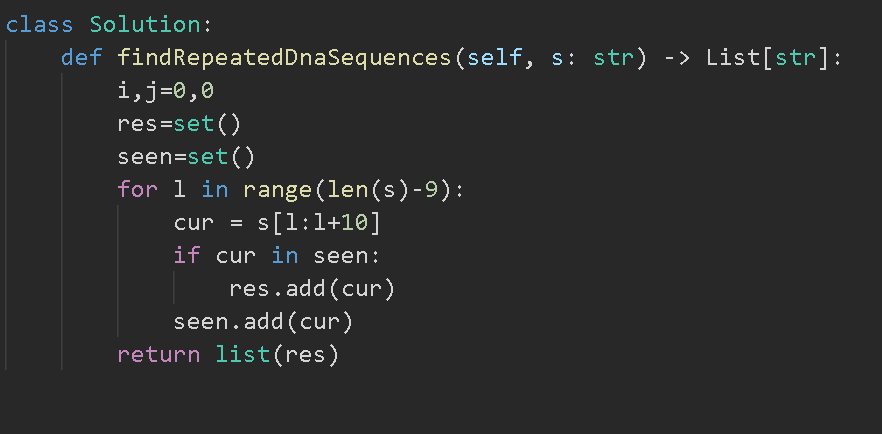 class Solution:
    def findRepeatedDnaSequences(self, s: str) -> List[str]:
        i,j=0,0
        res=set()
        seen=set()
        for l in range(len(s)-9):
            cur = s[l:l+10]
            if cur in seen:
                res.add(cur)
            seen.add(cur)
        return list(res)